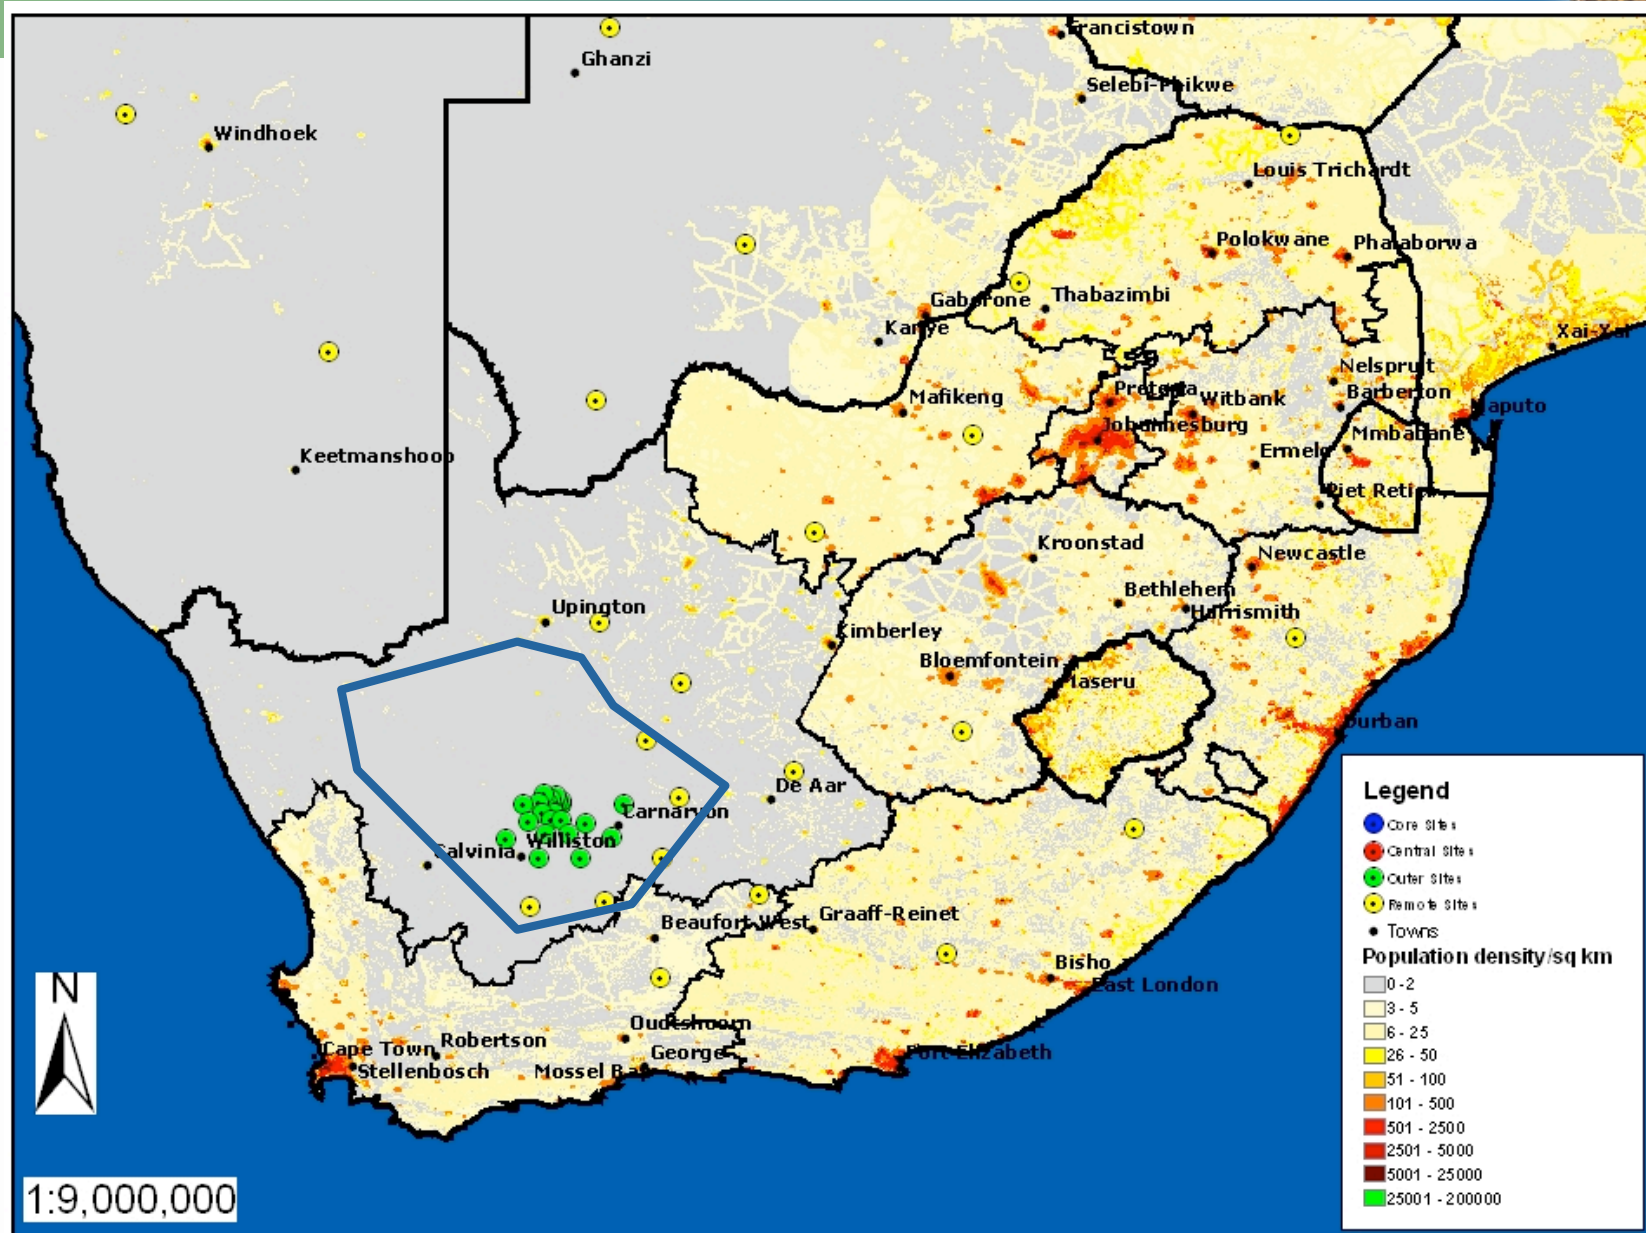 Francistown
Ghanzi
Selebi-Phikwe
Windhoek
Louis Trichardt
Polokwane
Phalaborwa
Gaborone
Thabazimbi
Kanye
Xai-Xai
Nelspruit
Pretoria
Witbank
Barberton
Mafikeng
Maputo
Johannesburg
Mmbabane
Keetmanshoop
Ermelo
Piet Retief
Kroonstad
Newcastle
Bethlehem
Upington
Harrismith
Kimberley
Bloemfontein
Maseru
Durban
De Aar
Carnarvon
Williston
Calvinia
Beaufort West
Graaff-Reinet
Bisho
East London
Oudtshoorn
Robertson
Cape Town
George
Port Elizabeth
Stellenbosch
Mossel Bay
N
1:9,000,000
Legend
Core Sites
Central Sites
Outer Sites
Remote Sites
Towns
Population density/sq km
0 - 2
3 - 5
6 - 25
26 - 50
51 - 100
101 - 500
501 - 2500
2501 - 5000
5001 - 25000
25001 - 200000